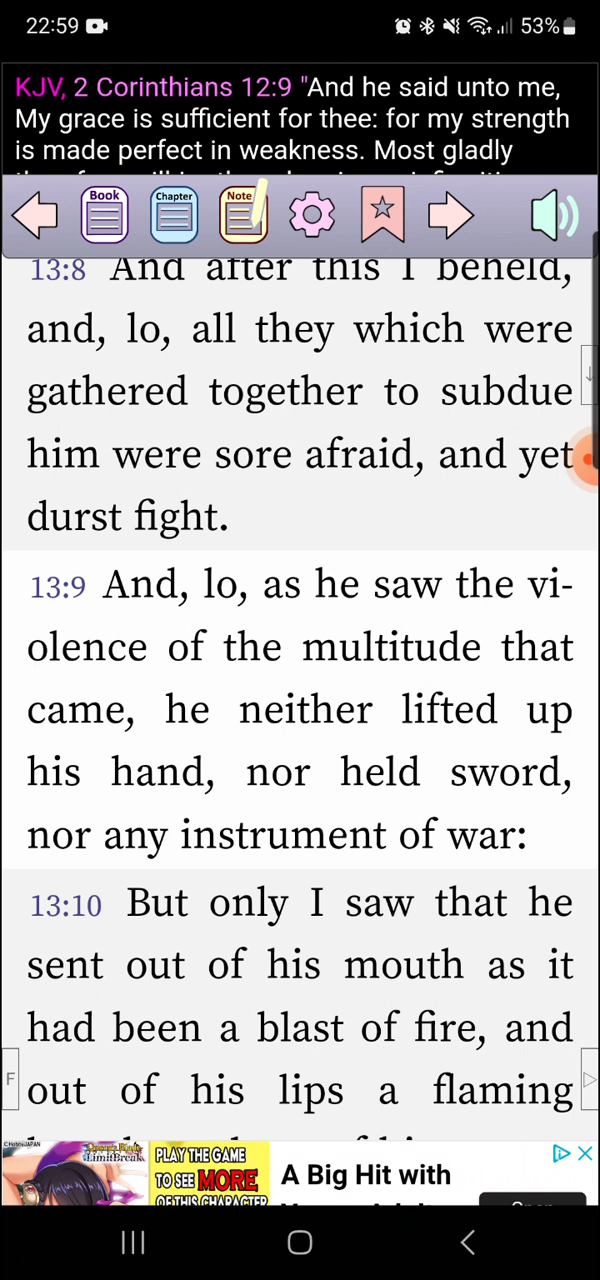 22:59
53%
KJV, 2 Corinthians 12:9 "And he said unto me,
My grace is sufficient for thee: for my strength
is made perfect in weakness. Most gladly
Book
Chapter
Note
13:8 And after this I beheld,
and, lo, all they which were
gathered together to subdue
him were sore afraid, and yet
durst fight.
13:9 And, lo, as he saw the vi-
olence of the multitude that
came, he neither lifted up
his hand, nor held sword,
nor any instrument of war:
13:10 But only I saw that he
sent out of his mouth as it
had been a blast of fire, and
F
out of his lips a flaming
LimitBreak
PLAY THE GAME
TO SEE MORE
OF THIS CHARACTER
A Big Hit with
Open